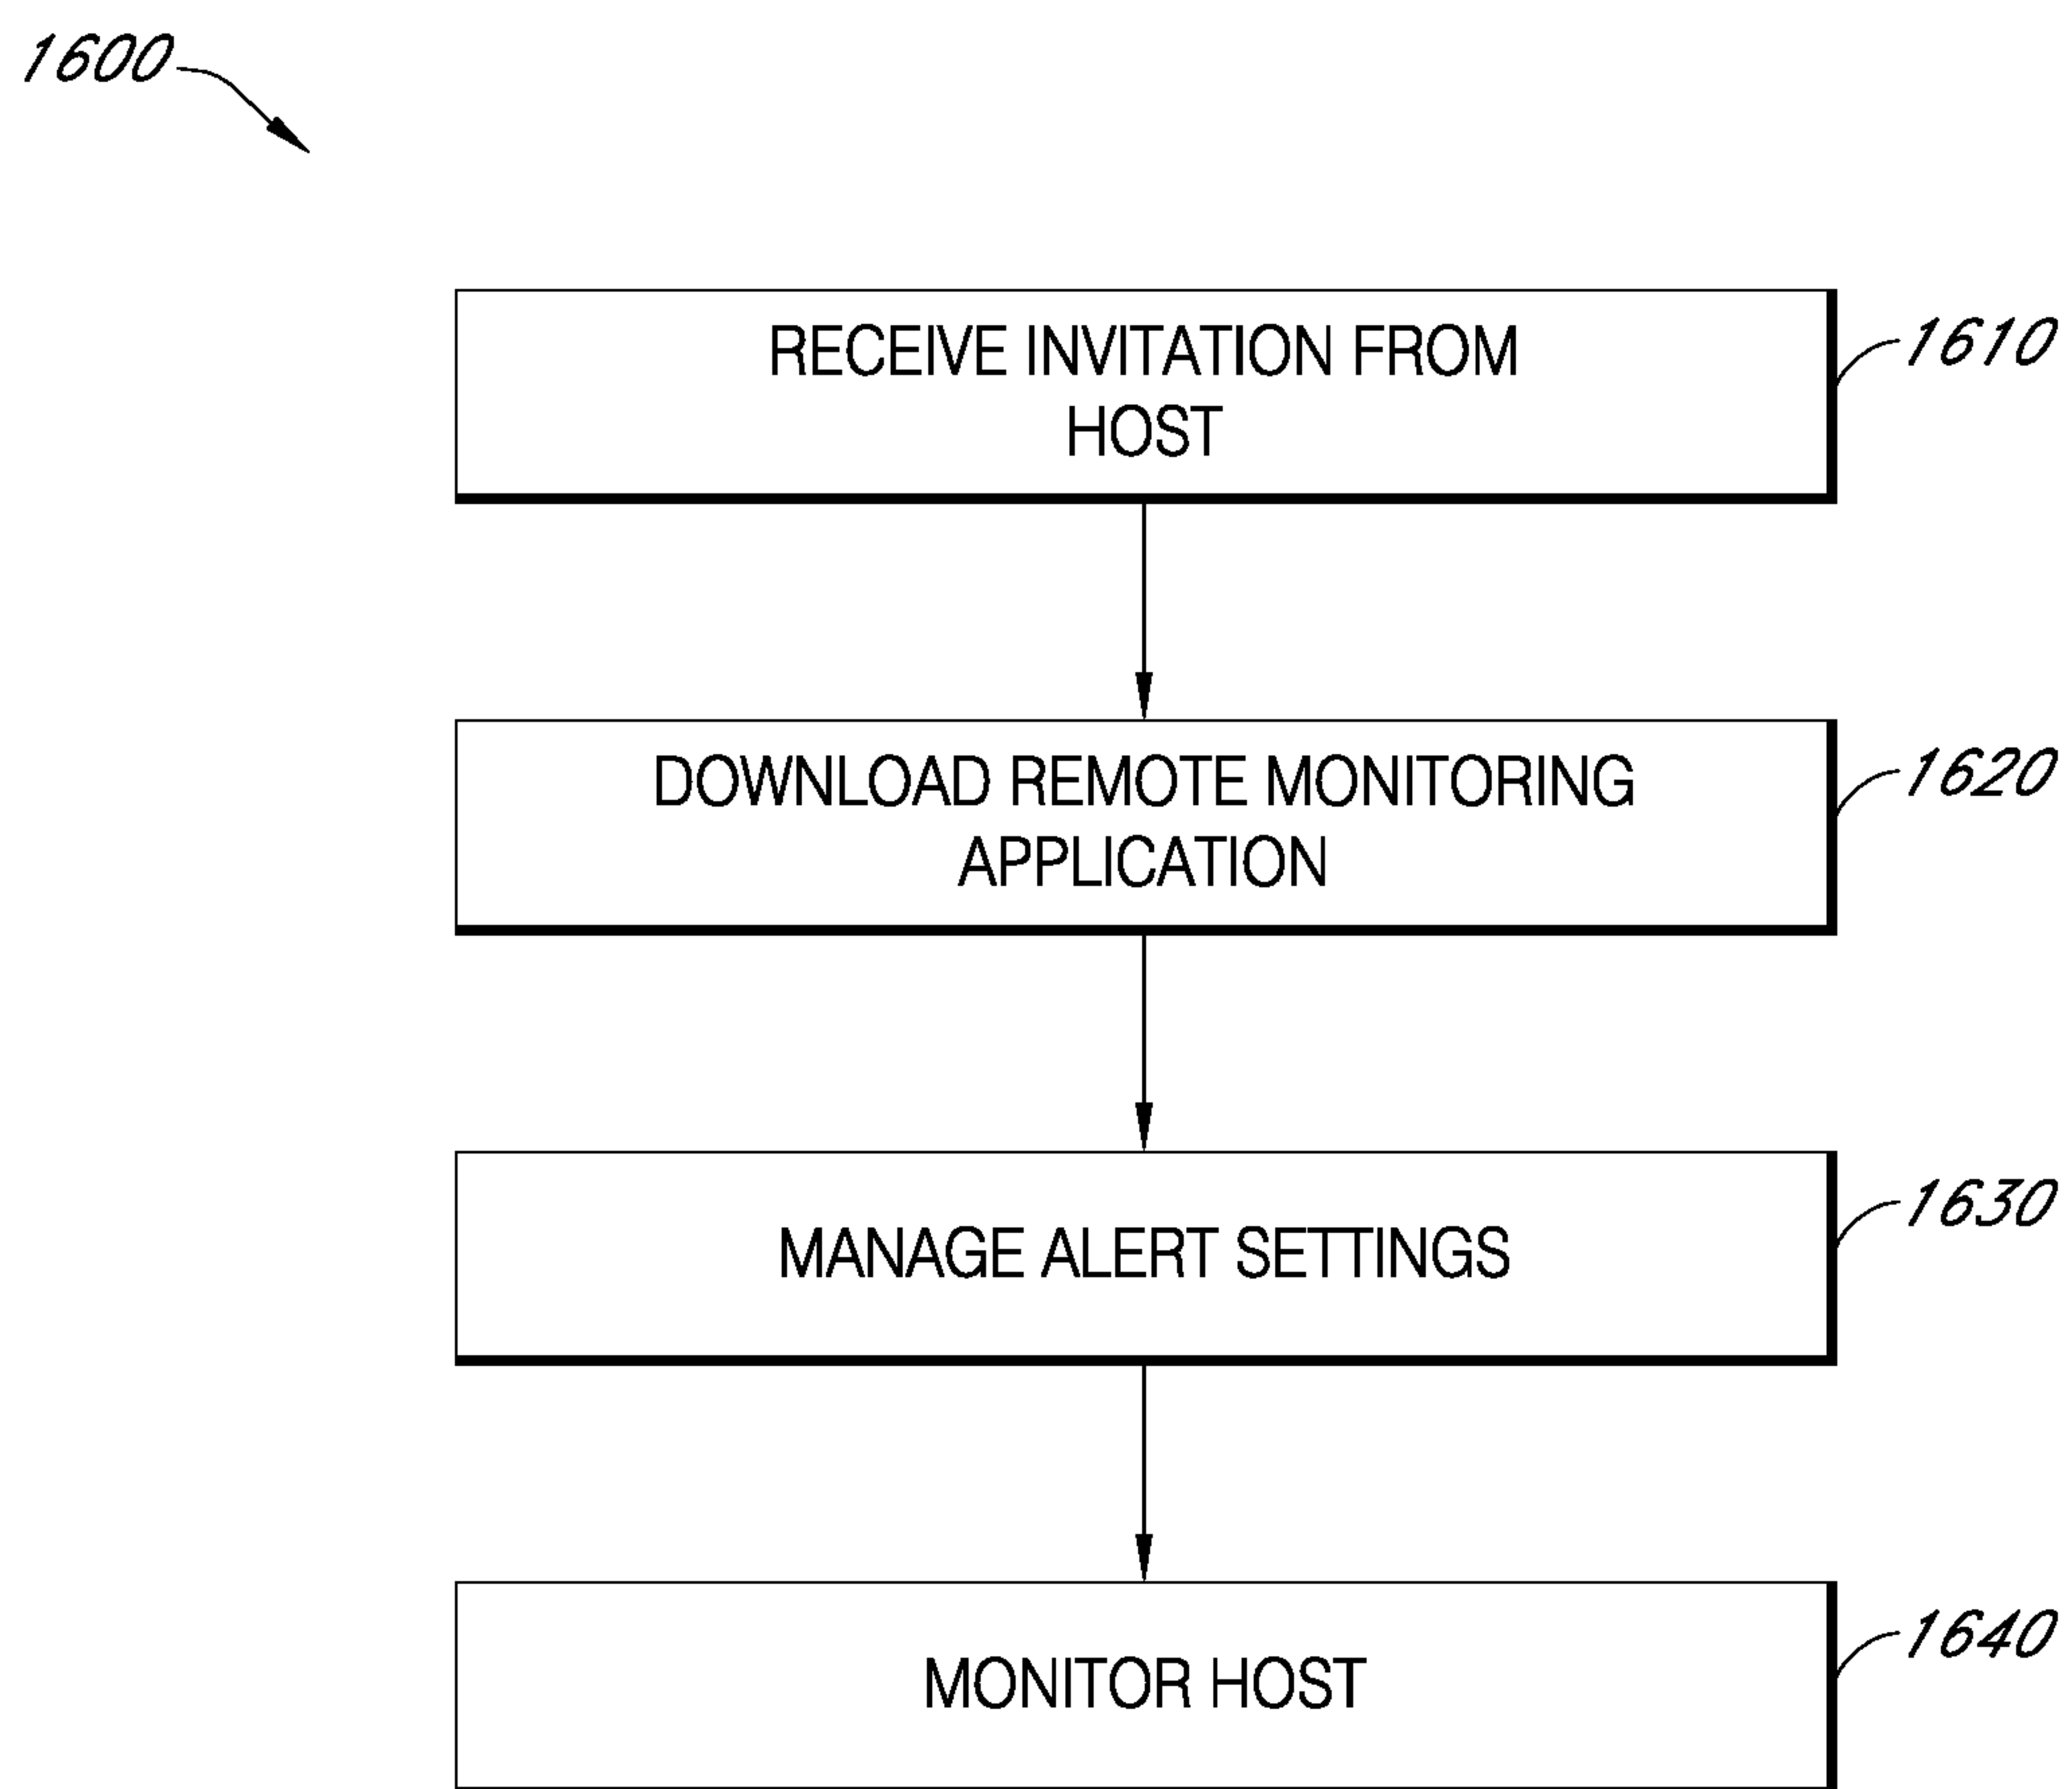 1600
RECEIVE INVITATION FROM
HOST
1610
DOWNLOAD REMOTE MONITORING
APPLICATION
1620
MANAGE ALERT SETTINGS
1630
MONITOR HOST
1640